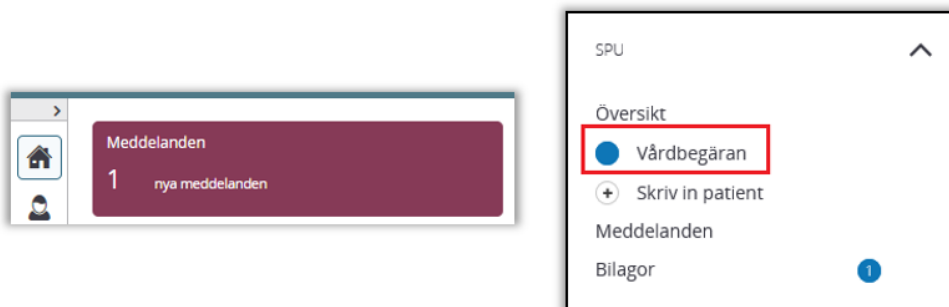 Meddelanden
1 nya meddelanden
SPU
Översikt
Vårdbegäran
Skriv in patient
Meddelanden
Bilagor 1